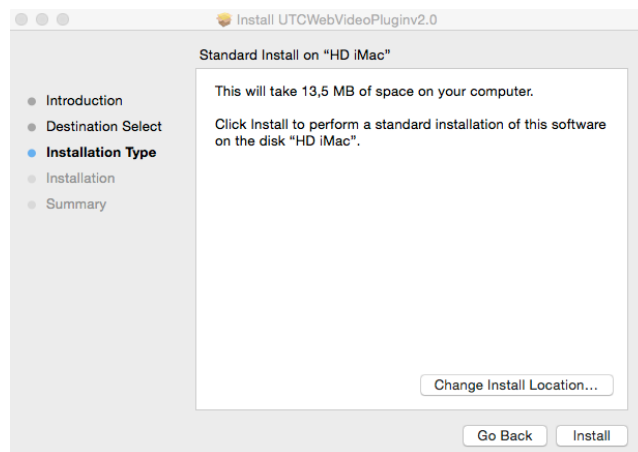 Install UTCWebVideoPluginv2.0
Standard Install on “HD iMac”
Introduction
Destination Select
Installation Type
Installation
Summary
This will take 13,5 MB of space on your computer.
Click Install to perform a standard installation of this software
on the disk “HD iMac”.
Change Install Location...
Go Back
Install